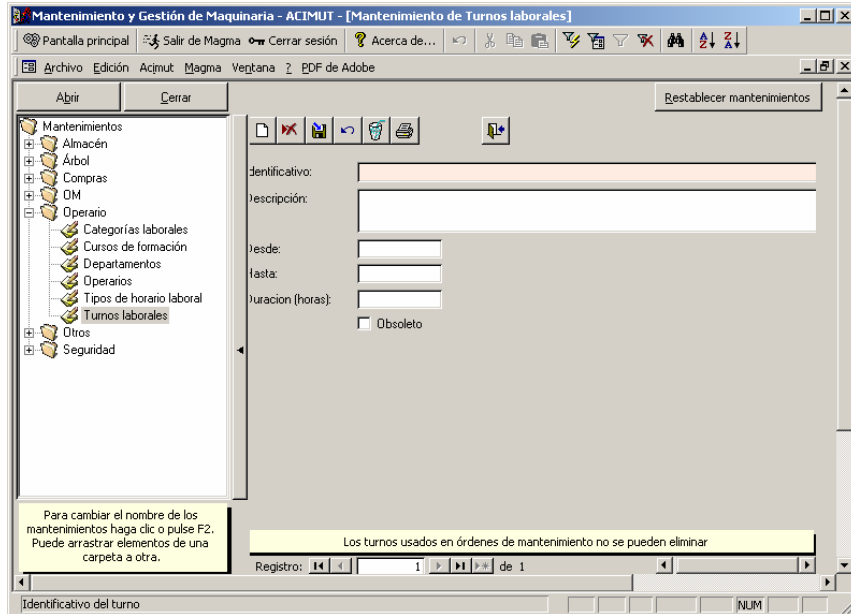 Mantenimiento y Gestión de Maquinaria - ACIMUT - [Mantenimiento de Turnos laborales]
Pantalla principal Salir de Magma Cerrar sesión Acerca de...
Archivo Edición Acimut Magma Ventana ? PDF de Adobe
Abrir Cerrar Restablecer mantenimientos
Mantenimientos
Almacén
Árbol
Compras
OM
Operario
Categorías laborales
Cursos de formación
Departamentos
Operarios
Tipos de horario laboral
Turnos laborales
Otros
Seguridad
dentificativo:
escripción:
esde:
asta:
uracion (horas):
Obsoleto
Para cambiar el nombre de los
mantenimientos haga clic o pulse F2.
Puede arrastrar elementos de una
carpeta a otra.
Los turnos usados en órdenes de mantenimiento no se pueden eliminar
Registro: 1 de 1
Identificativo del turno NUM